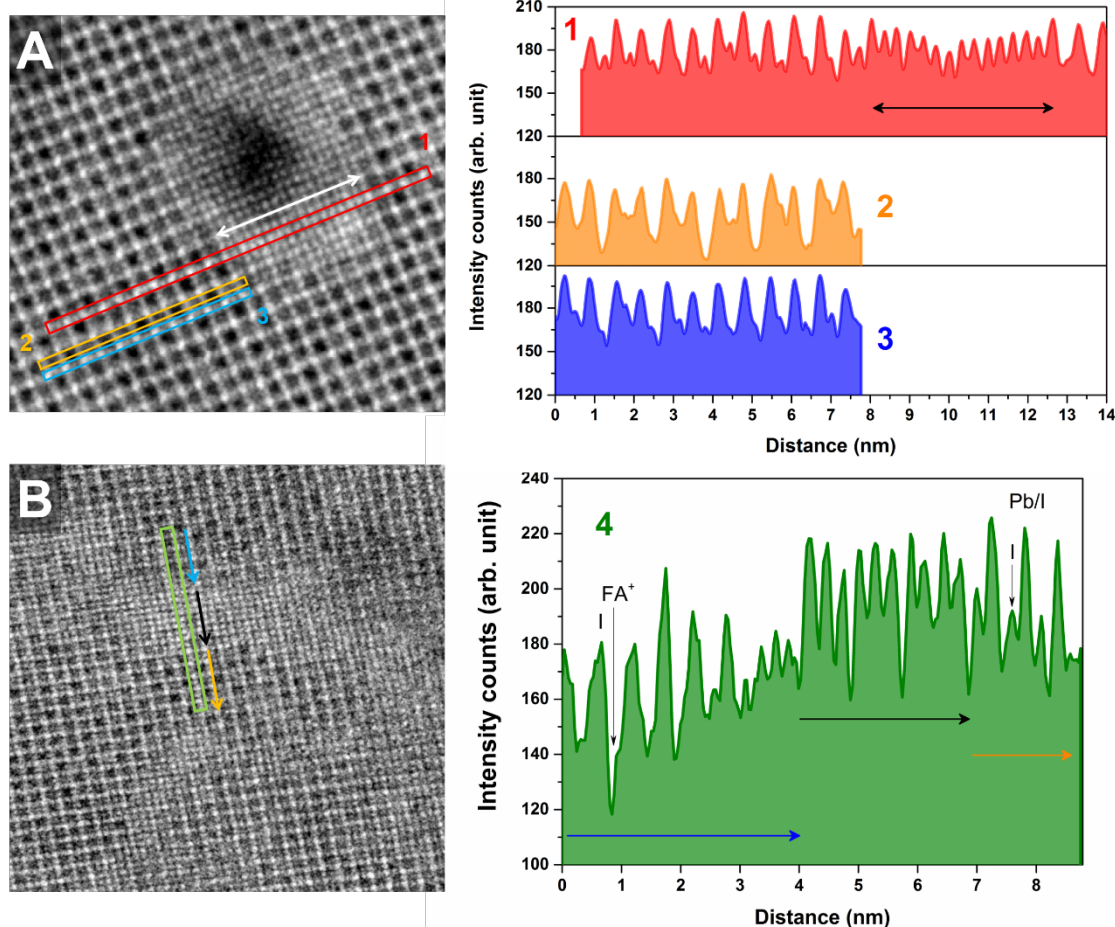 A
1
2
3
210
180
150
120
180
150
120
180
150
120
1
2
3
0 1 2 3 4 5 6 7 8 9 10 11 12 13 14
Intensity counts (arb. unit)
Distance (nm)
B
240
220
200
180
160
140
120
100
4
I
FA⁺
Pb/I
I
0 1 2 3 4 5 6 7 8
Intensity counts (arb. unit)
Distance (nm)